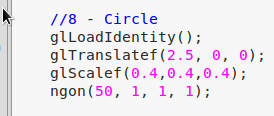 //8 - Circle
glLoadIdentity();
glTranslatef(2.5, 0, 0);
glScalef(0.4,0.4,0.4);
ngon(50, 1, 1, 1);